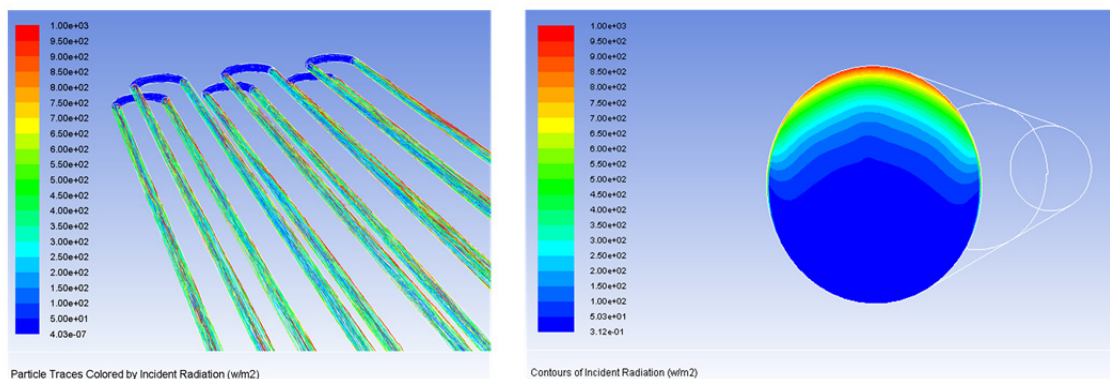 1.00e+03
9.50e+02
9.00e+02
8.50e+02
8.00e+02
7.50e+02
7.00e+02
6.50e+02
6.00e+02
5.50e+02
5.00e+02
4.50e+02
4.00e+02
3.50e+02
3.00e+02
2.50e+02
2.00e+02
1.50e+02
1.00e+02
5.00e+01
4.03e-07
Particle Traces Colored by Incident Radiation (w/m2)
1.00e+03
9.50e+02
9.00e+02
8.50e+02
8.00e+02
7.50e+02
7.00e+02
6.50e+02
6.00e+02
5.50e+02
5.00e+02
4.50e+02
4.00e+02
3.50e+02
3.00e+02
2.50e+02
2.00e+02
1.50e+02
1.00e+02
5.03e+01
3.12e-01
Contours of Incident Radiation (w/m2)